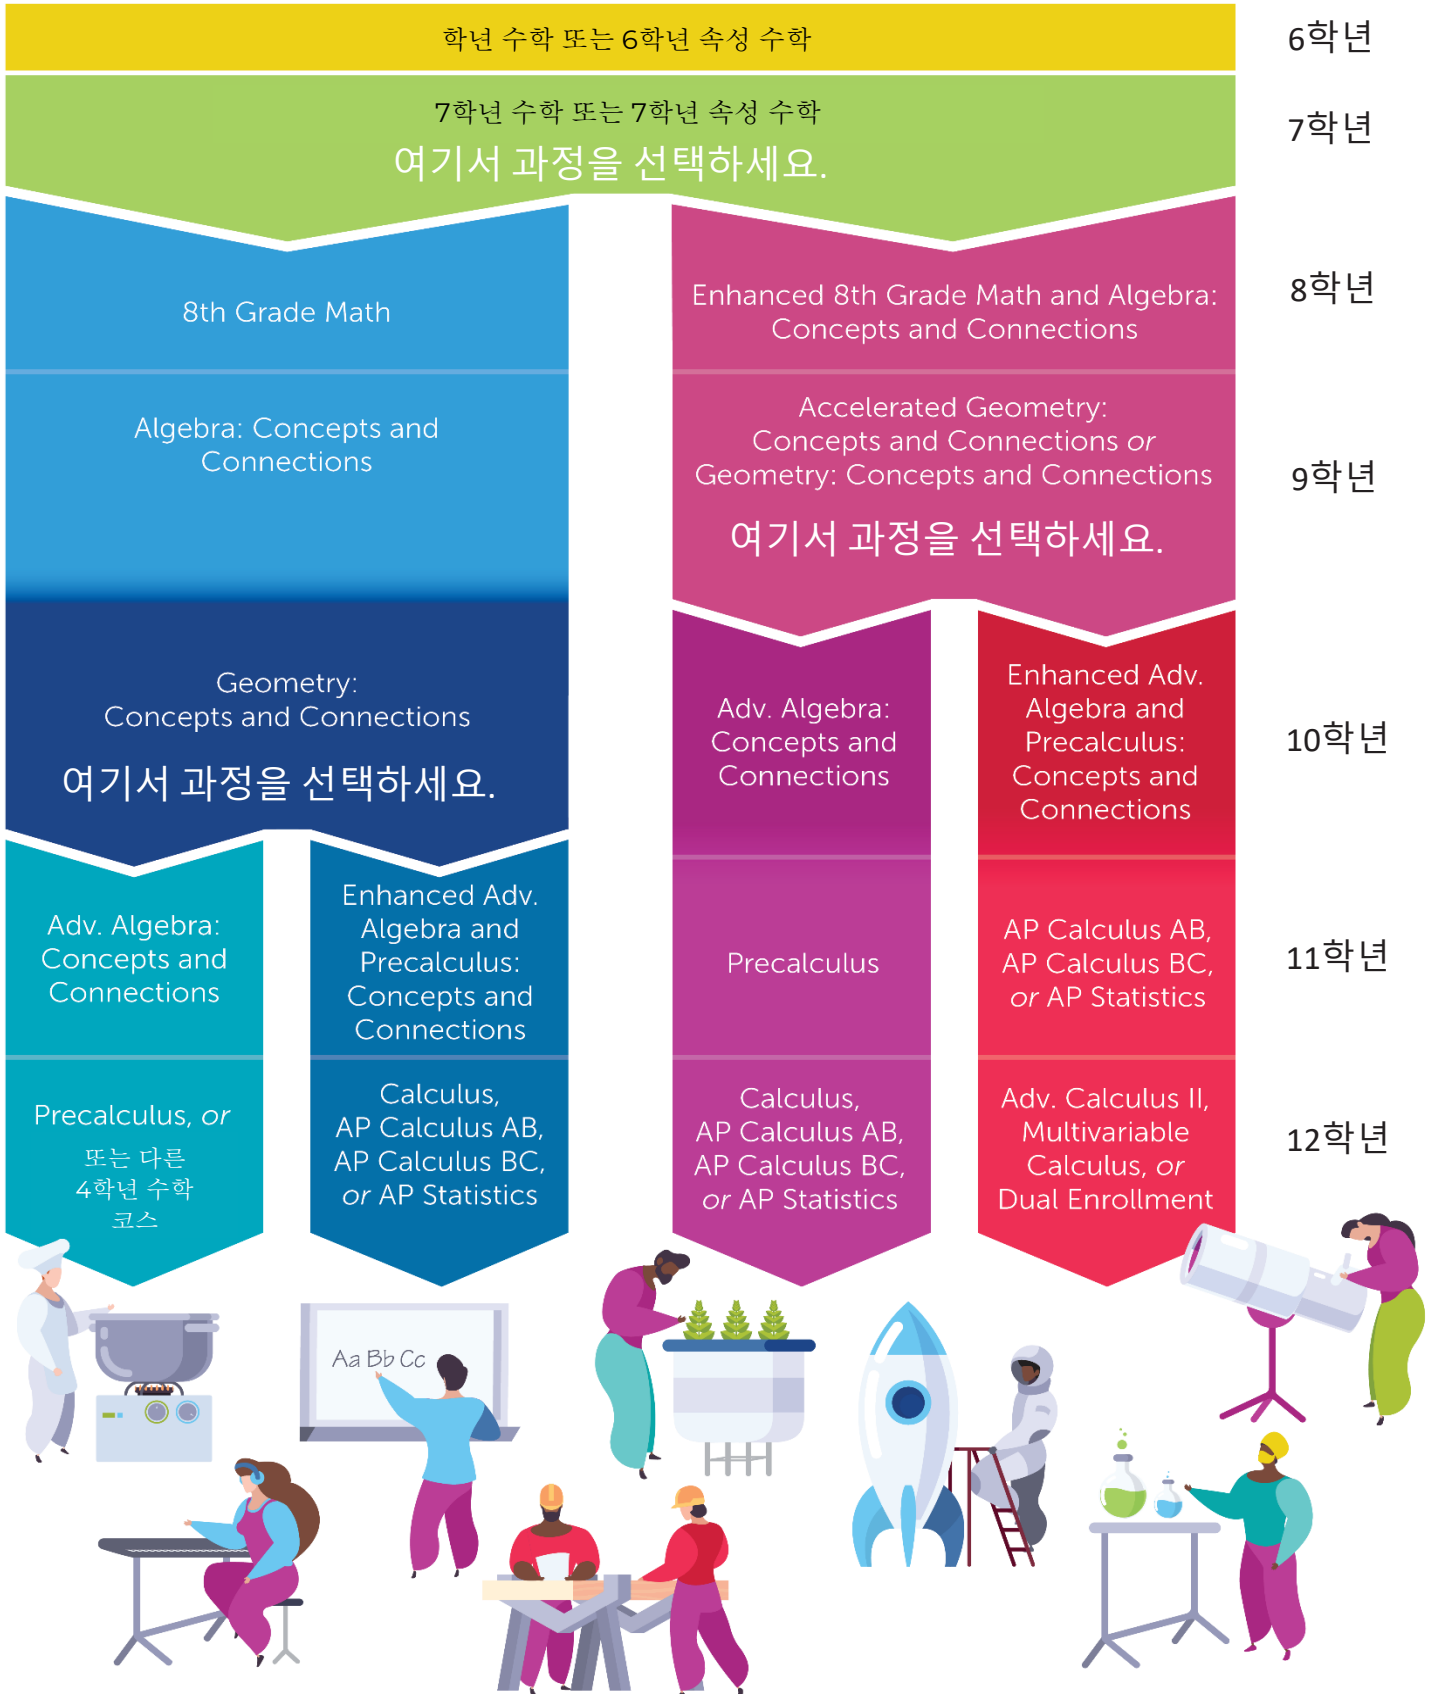 학년 수학 또는 6학년 속성 수학
6학년
7학년 수학 또는 7학년 속성 수학
여기서 과정을 선택하세요.
7학년
8th Grade Math
Enhanced 8th Grade Math and Algebra:
Concepts and Connections
8학년
Algebra: Concepts and
Connections
Accelerated Geometry:
Concepts and Connections or
Geometry: Concepts and Connections
여기서 과정을 선택하세요.
9학년
Geometry:
Concepts and Connections
여기서 과정을 선택하세요.
Adv. Algebra:
Concepts and
Connections
Enhanced Adv.
Algebra and
Precalculus:
Concepts and
Connections
10학년
Adv. Algebra:
Concepts and
Connections
Enhanced Adv.
Algebra and
Precalculus:
Concepts and
Connections
Precalculus
AP Calculus AB,
AP Calculus BC,
or AP Statistics
11학년
Precalculus, or
또는 다른
4학년 수학
코스
Calculus,
AP Calculus AB,
AP Calculus BC,
or AP Statistics
Calculus,
AP Calculus AB,
AP Calculus BC,
or AP Statistics
Adv. Calculus II,
Multivariable
Calculus, or
Dual Enrollment
12학년
Aa Bb Cc